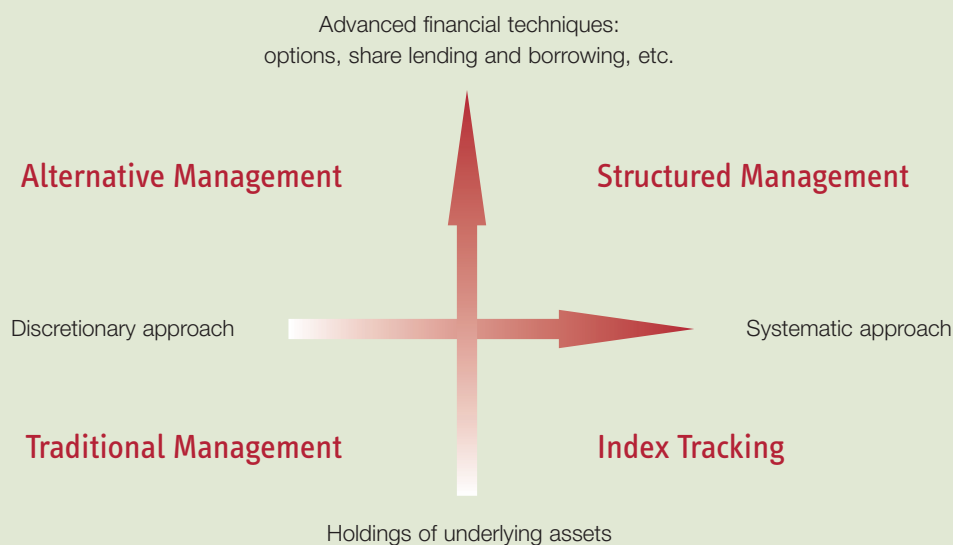 Advanced financial techniques:
options, share lending and borrowing, etc.
Alternative Management
Structured Management
Discretionary approach
Systematic approach
Traditional Management
Index Tracking
Holdings of underlying assets